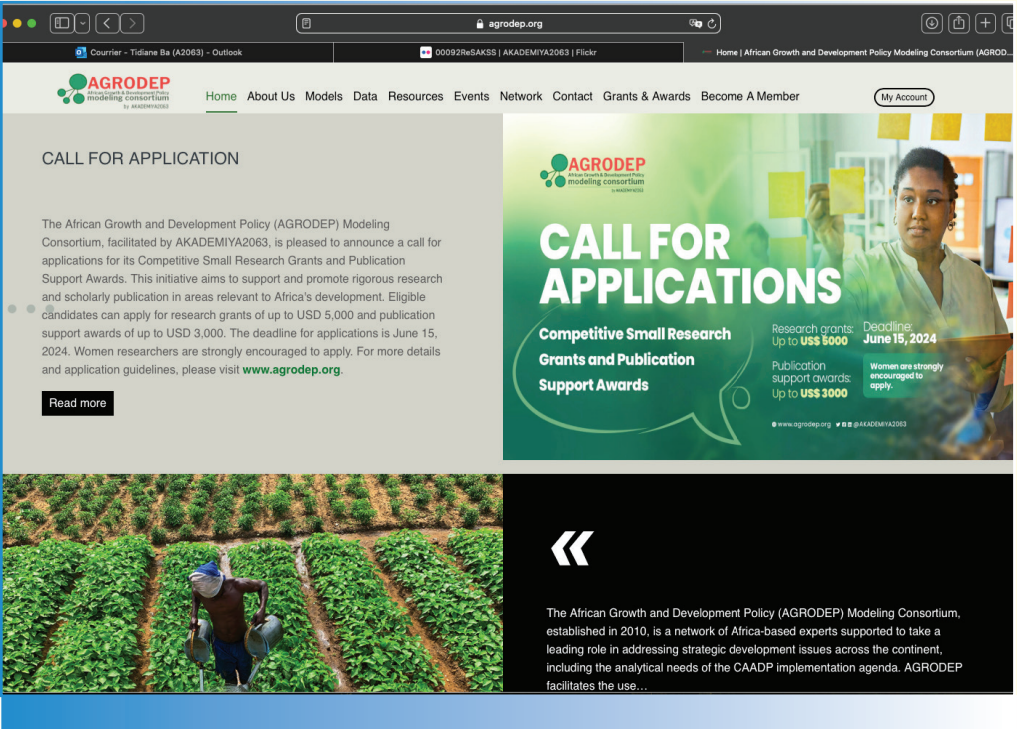 agrodep.org
Courrier - Tidiane Ba (A2063) - Outlook
00092ReSAKSS | AKADEMIYA2063 | Flickr
Home | African Growth and Development Policy Modeling Consortium (AGROD...
AGRODEP
African Growth & Development Policy
modeling consortium
by AKADEMIYA2063
Home About Us Models Data Resources Events Network Contact Grants & Awards Become A Member
My Account
CALL FOR APPLICATION
The African Growth and Development Policy (AGRODEP) Modeling
Consortium, facilitated by AKADEMIYA2063, is pleased to announce a call for
applications for its Competitive Small Research Grants and Publication
Support Awards. This initiative aims to support and promote rigorous research
and scholarly publication in areas relevant to Africa's development. Eligible
candidates can apply for research grants of up to USD 5,000 and publication
support awards of up to USD 3,000. The deadline for applications is June 15,
2024. Women researchers are strongly encouraged to apply. For more details
and application guidelines, please visit www.agrodep.org.
Read more
AGRODEP
African Growth & Development Policy
modeling consortium
by AKADEMIYA2063
CALL FOR
APPLICATIONS
Competitive Small Research
Grants and Publication
Support Awards
Research grants:
Up to US$ 5000
Publication
support awards:
Up to US$ 3000
Deadline:
June 15, 2024
Women are strongly
encouraged to
apply.
www.agrodep.org @AKADEMIYA2063
«
The African Growth and Development Policy (AGRODEP) Modeling Consortium,
established in 2010, is a network of Africa-based experts supported to take a
leading role in addressing strategic development issues across the continent,
including the analytical needs of the CAADP implementation agenda. AGRODEP
facilitates the use...